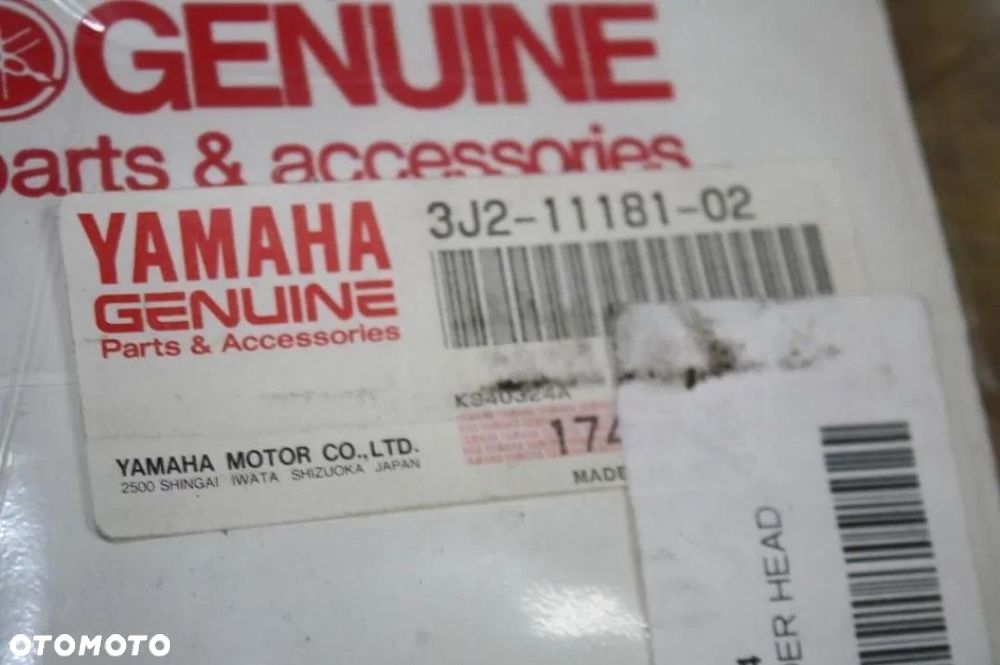 GENUINE
parts & accessories
YAMAHA
GENUINE
Parts & Accessories
3J2-11181-02
K940324A
174
MADE
YAMAHA MOTOR CO.,LTD.
2500 SHINGAI IWATA SHIZUOKA JAPAN
ER HEAD
4
OTOMOTO